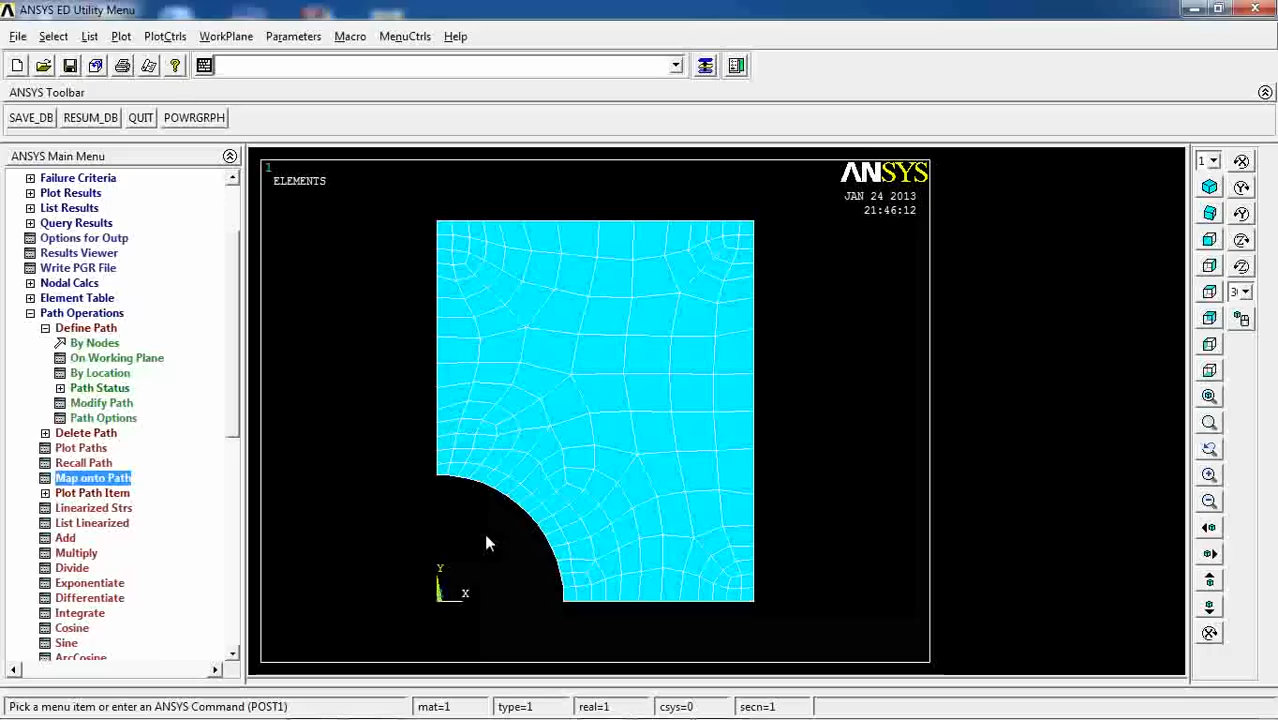 ANSYS ED Utility Menu
File Select List Plot PlotCtrls WorkPlane Parameters Macro MenuCtrls Help
ANSYS Toolbar
SAVE_DB RESUM_DB QUIT POWRGRPH
ANSYS Main Menu
Failure Criteria
Plot Results
List Results
Query Results
Options for Outp
Results Viewer
Write PGR File
Nodal Calcs
Element Table
Path Operations
Define Path
By Nodes
On Working Plane
By Location
Path Status
Modify Path
Path Options
Delete Path
Plot Paths
Recall Path
Map onto Path
Plot Path Item
Linearized Strs
List Linearized
Add
Multiply
Divide
Exponentiate
Differentiate
Integrate
Cosine
Sine
ArcCosine
1
ELEMENTS
ANSYS
JAN 24 2013
21:46:12
Y
X
1
Pick a menu item or enter an ANSYS Command (POST1) mat=1 type=1 real=1 csys=0 secn=1